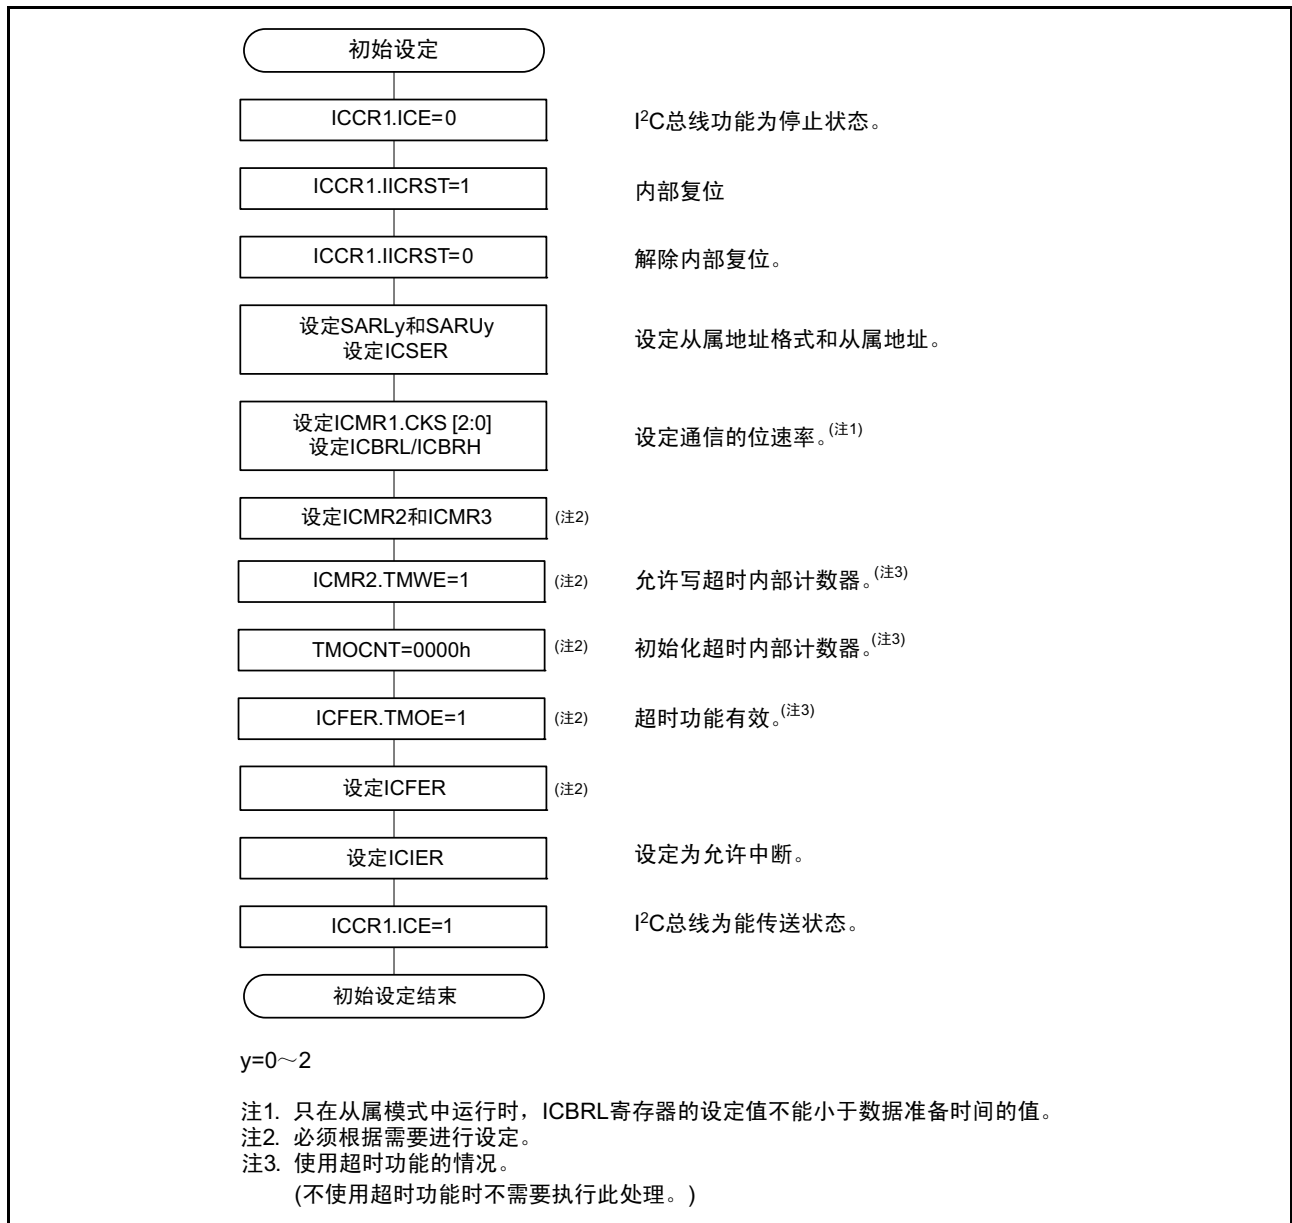 初始设定
ICCR1.ICE=0
I²C总线功能为停止状态。
ICCR1.IICRST=1
内部复位
ICCR1.IICRST=0
解除内部复位。
设定SARLy和SARUy
设定ICSER
设定从属地址格式和从属地址。
设定ICMR1.CKS [2:0]
设定ICBRL/ICBRH
设定通信的位速率。(注1)
设定ICMR2和ICMR3 (注2)
ICMR2.TMWE=1 (注2)
允许写超时内部计数器。(注3)
TMOCNT=0000h (注2)
初始化超时内部计数器。(注3)
ICFER.TMOE=1 (注2)
超时功能有效。(注3)
设定ICFER (注2)
设定ICIER
设定为允许中断。
ICCR1.ICE=1
I²C总线为能传送状态。
初始设定结束
y=0～2
注1. 只在从属模式中运行时，ICBRL寄存器的设定值不能小于数据准备时间的值。
注2. 必须根据需要进行设定。
注3. 使用超时功能的情况。
(不使用超时功能时不需要执行此处理。)